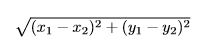 √(x₁ − x₂)² + (y₁ − y₂)²